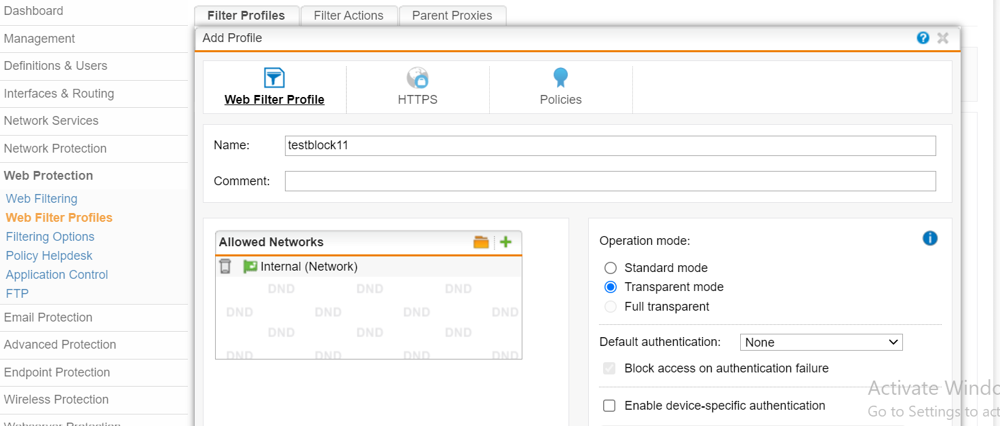 Dashboard
Management
Definitions & Users
Interfaces & Routing
Network Services
Network Protection
Web Protection
Web Filtering
Web Filter Profiles
Filtering Options
Policy Helpdesk
Application Control
FTP
Email Protection
Advanced Protection
Endpoint Protection
Wireless Protection
Webserver Protection
Filter Profiles
Filter Actions
Parent Proxies
Add Profile
Web Filter Profile
HTTPS
Policies
Name:
testblock11
Comment:
Allowed Networks
Internal (Network)
DND DND DND
DND DND DND DND
DND DND DND
DND DND DND DND
Operation mode:
Standard mode
Transparent mode
Full transparent
Default authentication:
None
Block access on authentication failure
Enable device-specific authentication
Activate Windo
Go to Settings to act